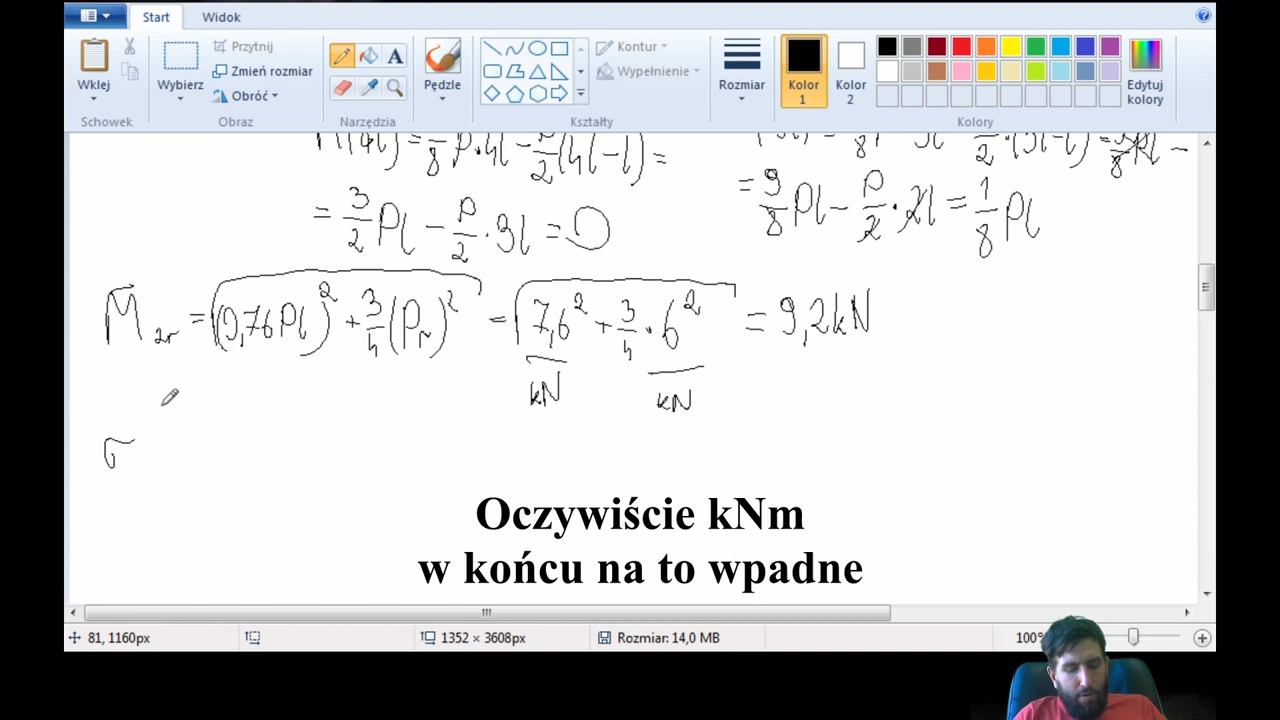 Start Widok
Wklej
Schowek
Wybierz
Przytnij
Zmień rozmiar
Obróć
Obraz
A
Narzędzia
Pędzle
Kształty
Kontur
Wypełnienie
Rozmiar
Kolor 1
Kolor 2
Edytuj kolory
Kolory
= 3/2 Pl − P/2 · 3l = 0
= 9/8 Pl − P/2 · 2l = 1/8 Pl
M₂r = √((0,76Pl)² + 3/4 (Pr)²) = √(7,6² + 3/4 · 6²) = 9,2kN
kN kN
σ
Oczywiście kNm
w końcu na to wpadne
81, 1160px
1352 × 3608px
Rozmiar: 14,0 MB